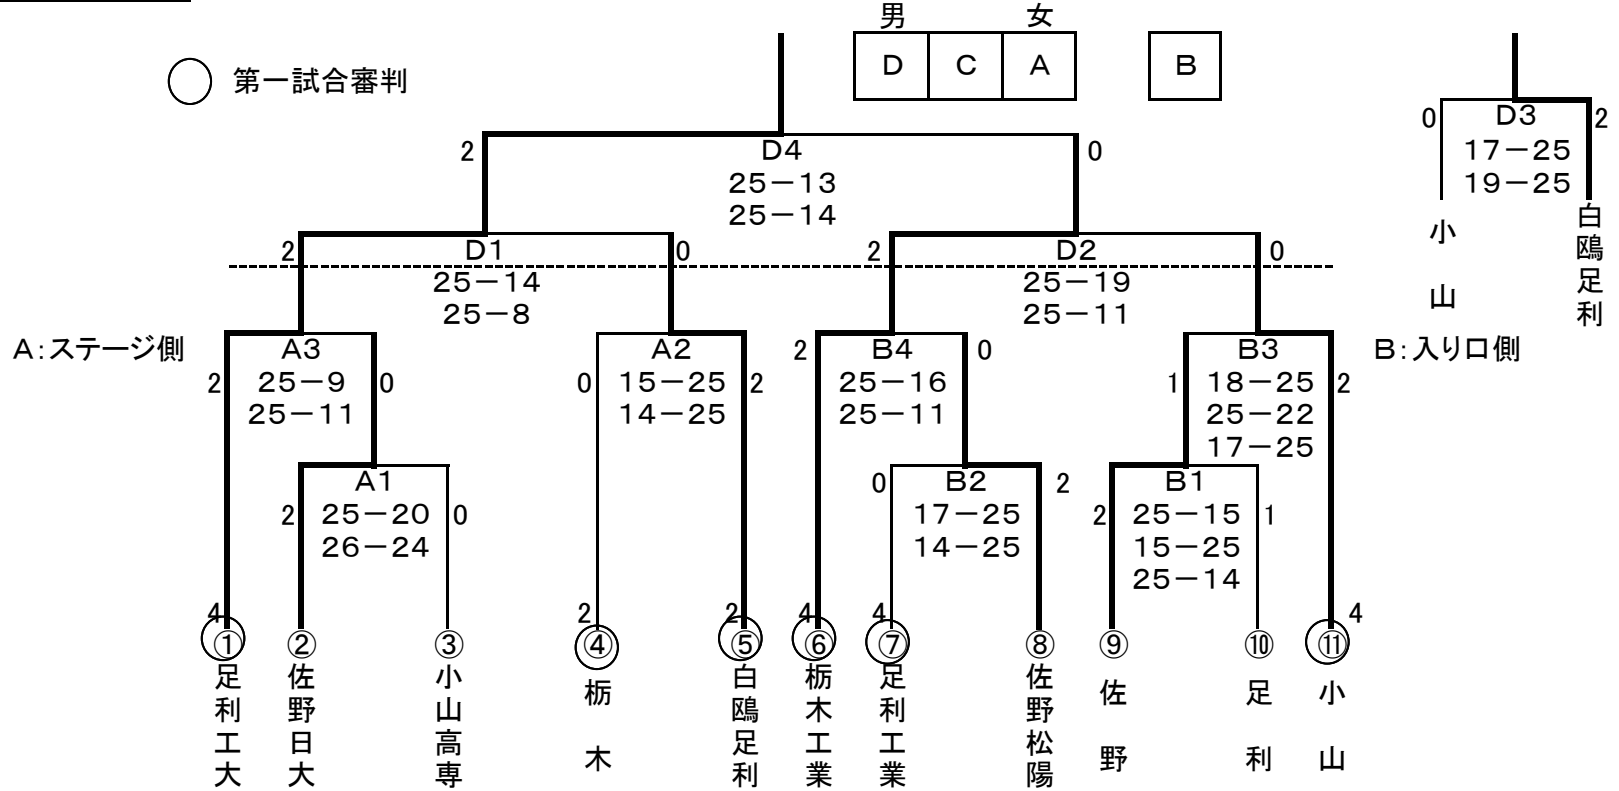 男 女
D C A B
第一試合審判
0 D3 2
17－25
19－25
小山
白鴎足利
2 D4 0
25－13
25－14
2 D1 0
25－14
25－8
2 D2 0
25－19
25－11
A:ステージ側
B:入り口側
2 A3 0
25－9
25－11
0 A2 2
15－25
14－25
2 B4 0
25－16
25－11
1 B3 2
18－25
25－22
17－25
2 A1 0
25－20
26－24
0 B2 2
17－25
14－25
2 B1 1
25－15
15－25
25－14
4 2 2 4 4 4
① ② ③ ④ ⑤ ⑥ ⑦ ⑧ ⑨ ⑩ ⑪
足利工大
佐野日大
小山高専
栃木
白鴎足利
栃木工業
足利工業
佐野松陽
佐野
足利
小山